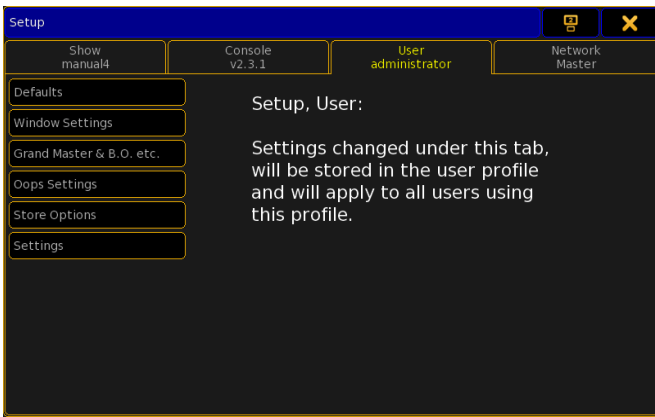 Setup
2
Show
manual4
Console
v2.3.1
User
administrator
Network
Master
Defaults
Window Settings
Grand Master & B.O. etc.
Oops Settings
Store Options
Settings
Setup, User:
Settings changed under this tab,
will be stored in the user profile
and will apply to all users using
this profile.